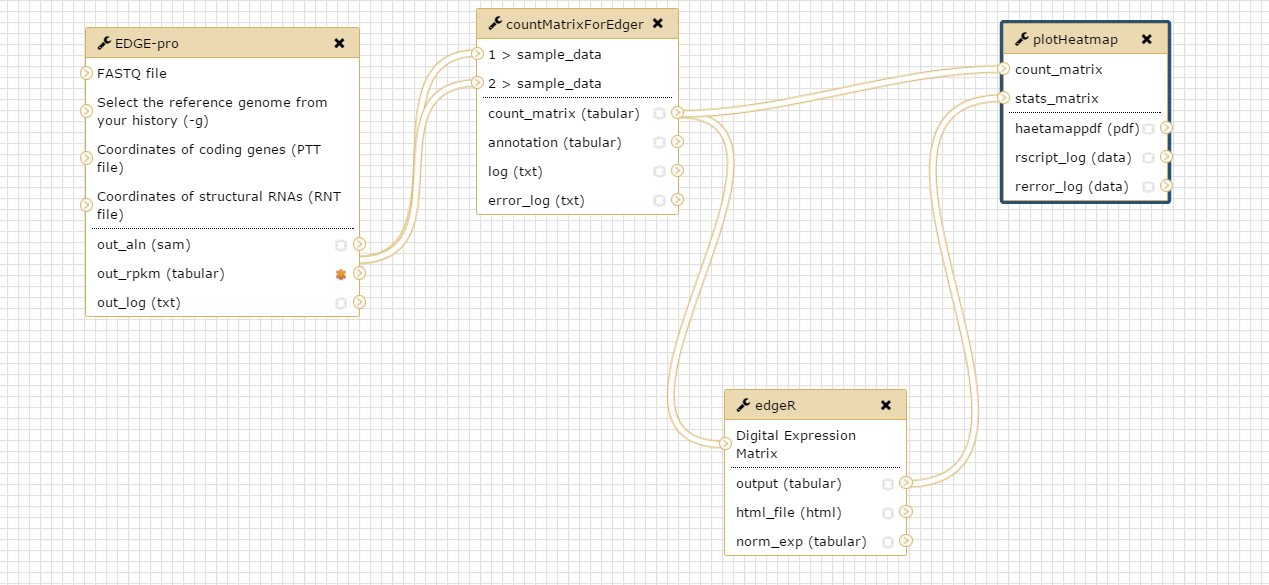 EDGE-pro
FASTQ file
Select the reference genome from
your history (-g)
Coordinates of coding genes (PTT
file)
Coordinates of structural RNAs (RNT
file)
out_aln (sam)
out_rpkm (tabular)
out_log (txt)
countMatrixForEdger
1 > sample_data
2 > sample_data
count_matrix (tabular)
annotation (tabular)
log (txt)
error_log (txt)
plotHeatmap
count_matrix
stats_matrix
haetamappdf (pdf)
rscript_log (data)
rerror_log (data)
edgeR
Digital Expression
Matrix
output (tabular)
html_file (html)
norm_exp (tabular)